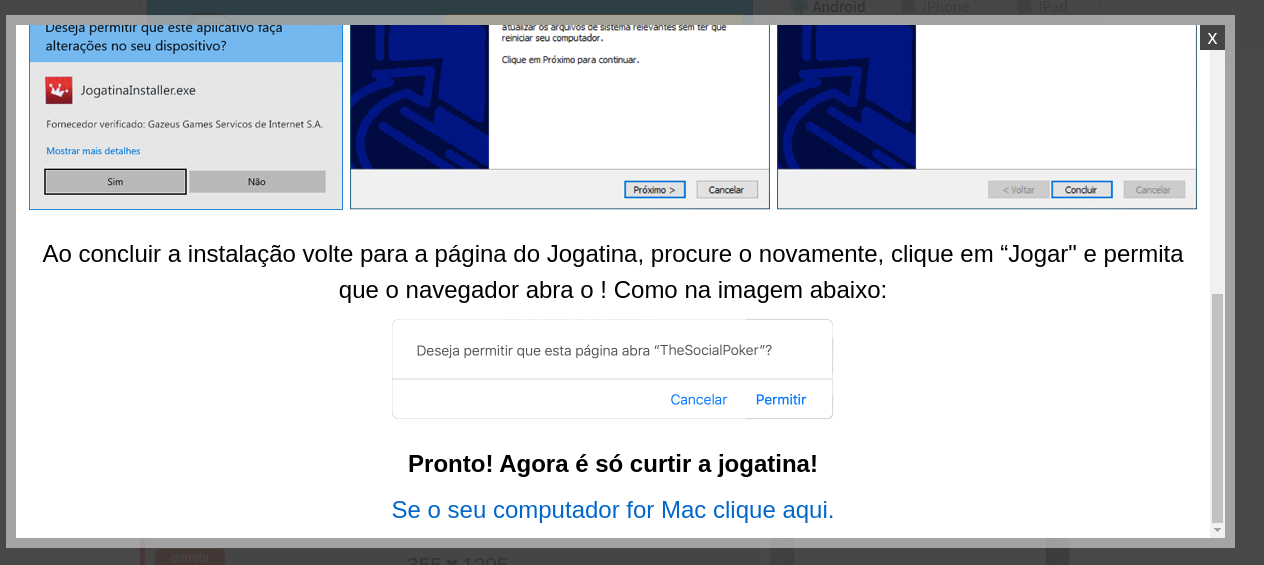 Android iPhone iPad
Deseja permitir que este aplicativo faça
alterações no seu dispositivo?
JogatinaInstaller.exe
Fornecedor verificado: Gazeus Games Servicos de Internet S.A.
Mostrar mais detalhes
Sim Não
atualizar os arquivos de sistema relevantes sem ter que
reiniciar seu computador.
Clique em Próximo para continuar.
Próximo > Cancelar
< Voltar Concluir Cancelar
X
Ao concluir a instalação volte para a página do Jogatina, procure o novamente, clique em “Jogar" e permita
que o navegador abra o ! Como na imagem abaixo:
Deseja permitir que esta página abra “TheSocialPoker”?
Cancelar Permitir
Pronto! Agora é só curtir a jogatina!
Se o seu computador for Mac clique aqui.
derrota
355 x 1295